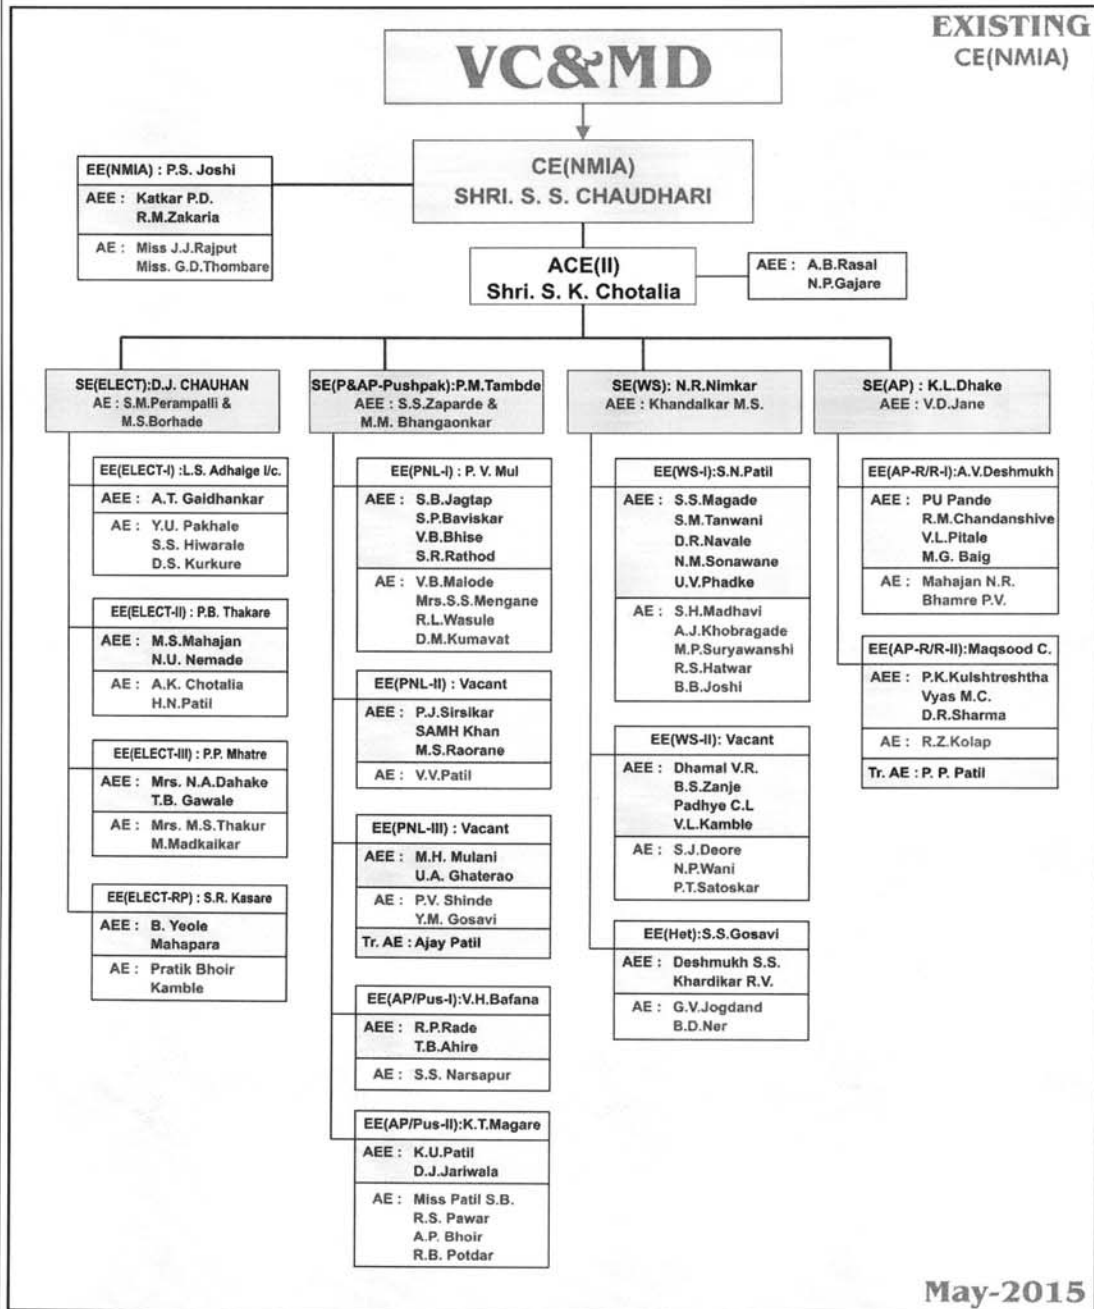 EXISTING
CE(NMIA)
VC&MD
CE(NMIA)
SHRI. S. S. CHAUDHARI
EE(NMIA) : P.S. Joshi
AEE : Katkar P.D.
R.M.Zakaria
AE : Miss J.J.Rajput
Miss. G.D.Thombare
ACE(II)
Shri. S. K. Chotalia
AEE : A.B.Rasal
N.P.Gajare
SE(ELECT):D.J. CHAUHAN
AE : S.M.Perampalli &
M.S.Borhade
EE(ELECT-I) :L.S. Adhaige I/c.
AEE : A.T. Gaidhankar
AE : Y.U. Pakhale
S.S. Hiwarale
D.S. Kurkure
EE(ELECT-II) : P.B. Thakare
AEE : M.S.Mahajan
N.U. Nemade
AE : A.K. Chotalia
H.N.Patil
EE(ELECT-III) : P.P. Mhatre
AEE : Mrs. N.A.Dahake
T.B. Gawale
AE : Mrs. M.S.Thakur
M.Madkaikar
EE(ELECT-RP) : S.R. Kasare
AEE : B. Yeole
Mahapara
AE : Pratik Bhoir
Kamble
SE(P&AP-Pushpak):P.M.Tambde
AEE : S.S.Zaparde &
M.M. Bhangaonkar
EE(PNL-I) : P. V. Mul
AEE : S.B.Jagtap
S.P.Baviskar
V.B.Bhise
S.R.Rathod
AE : V.B.Malode
Mrs.S.S.Mengane
R.L.Wasule
D.M.Kumavat
EE(PNL-II) : Vacant
AEE : P.J.Sirsikar
SAMH Khan
M.S.Raorane
AE : V.V.Patil
EE(PNL-III) : Vacant
AEE : M.H. Mulani
U.A. Ghaterao
AE : P.V. Shinde
Y.M. Gosavi
Tr. AE : Ajay Patil
EE(AP/Pus-I):V.H.Bafana
AEE : R.P.Rade
T.B.Ahire
AE : S.S. Narsapur
EE(AP/Pus-II):K.T.Magare
AEE : K.U.Patil
D.J.Jariwala
AE : Miss Patil S.B.
R.S. Pawar
A.P. Bhoir
R.B. Potdar
SE(WS): N.R.Nimkar
AEE : Khandalkar M.S.
EE(WS-I):S.N.Patil
AEE : S.S.Magade
S.M.Tanwani
D.R.Navale
N.M.Sonawane
U.V.Phadke
AE : S.H.Madhavi
A.J.Khobragade
M.P.Suryawanshi
R.S.Hatwar
B.B.Joshi
EE(WS-II): Vacant
AEE : Dhamal V.R.
B.S.Zanje
Padhye C.L
V.L.Kamble
AE : S.J.Deore
N.P.Wani
P.T.Satoskar
EE(Het):S.S.Gosavi
AEE : Deshmukh S.S.
Khardikar R.V.
AE : G.V.Jogdand
B.D.Ner
SE(AP) : K.L.Dhake
AEE : V.D.Jane
EE(AP-R/R-I):A.V.Deshmukh
AEE : PU Pande
R.M.Chandanshive
V.L.Pitale
M.G. Baig
AE : Mahajan N.R.
Bhamre P.V.
EE(AP-R/R-II):Maqsood C.
AEE : P.K.Kulshtreshtha
Vyas M.C.
D.R.Sharma
AE : R.Z.Kolap
Tr. AE : P. P. Patil
May-2015